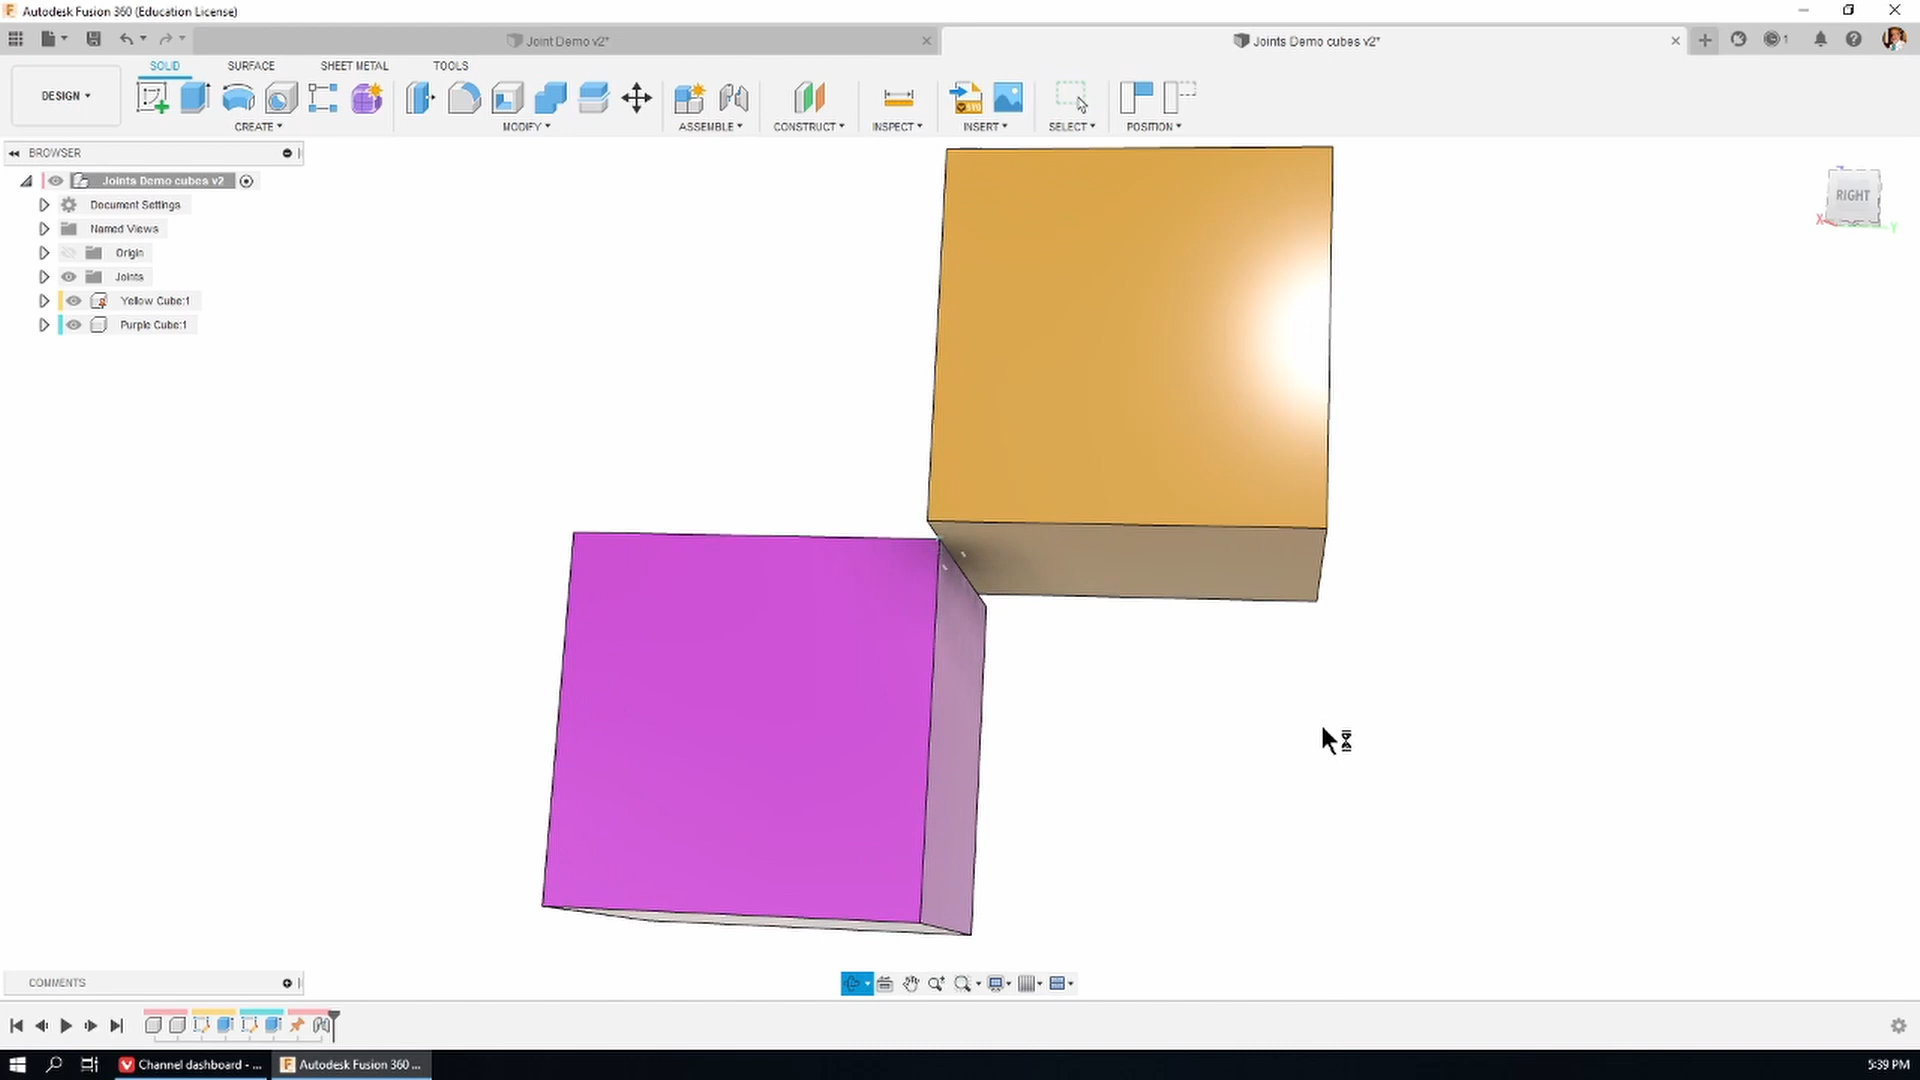 Autodesk Fusion 360 (Education License)
Joint Demo v2*
Joints Demo cubes v2*
1
SOLID
SURFACE
SHEET METAL
TOOLS
DESIGN
CREATE
MODIFY
ASSEMBLE
CONSTRUCT
INSPECT
INSERT
SELECT
POSITION
SVG
BROWSER
Joints Demo cubes v2
Document Settings
Named Views
Origin
Joints
Yellow Cube:1
Purple Cube:1
RIGHT
X
Y
COMMENTS
Channel dashboard - ...
Autodesk Fusion 360 ...
5:39 PM